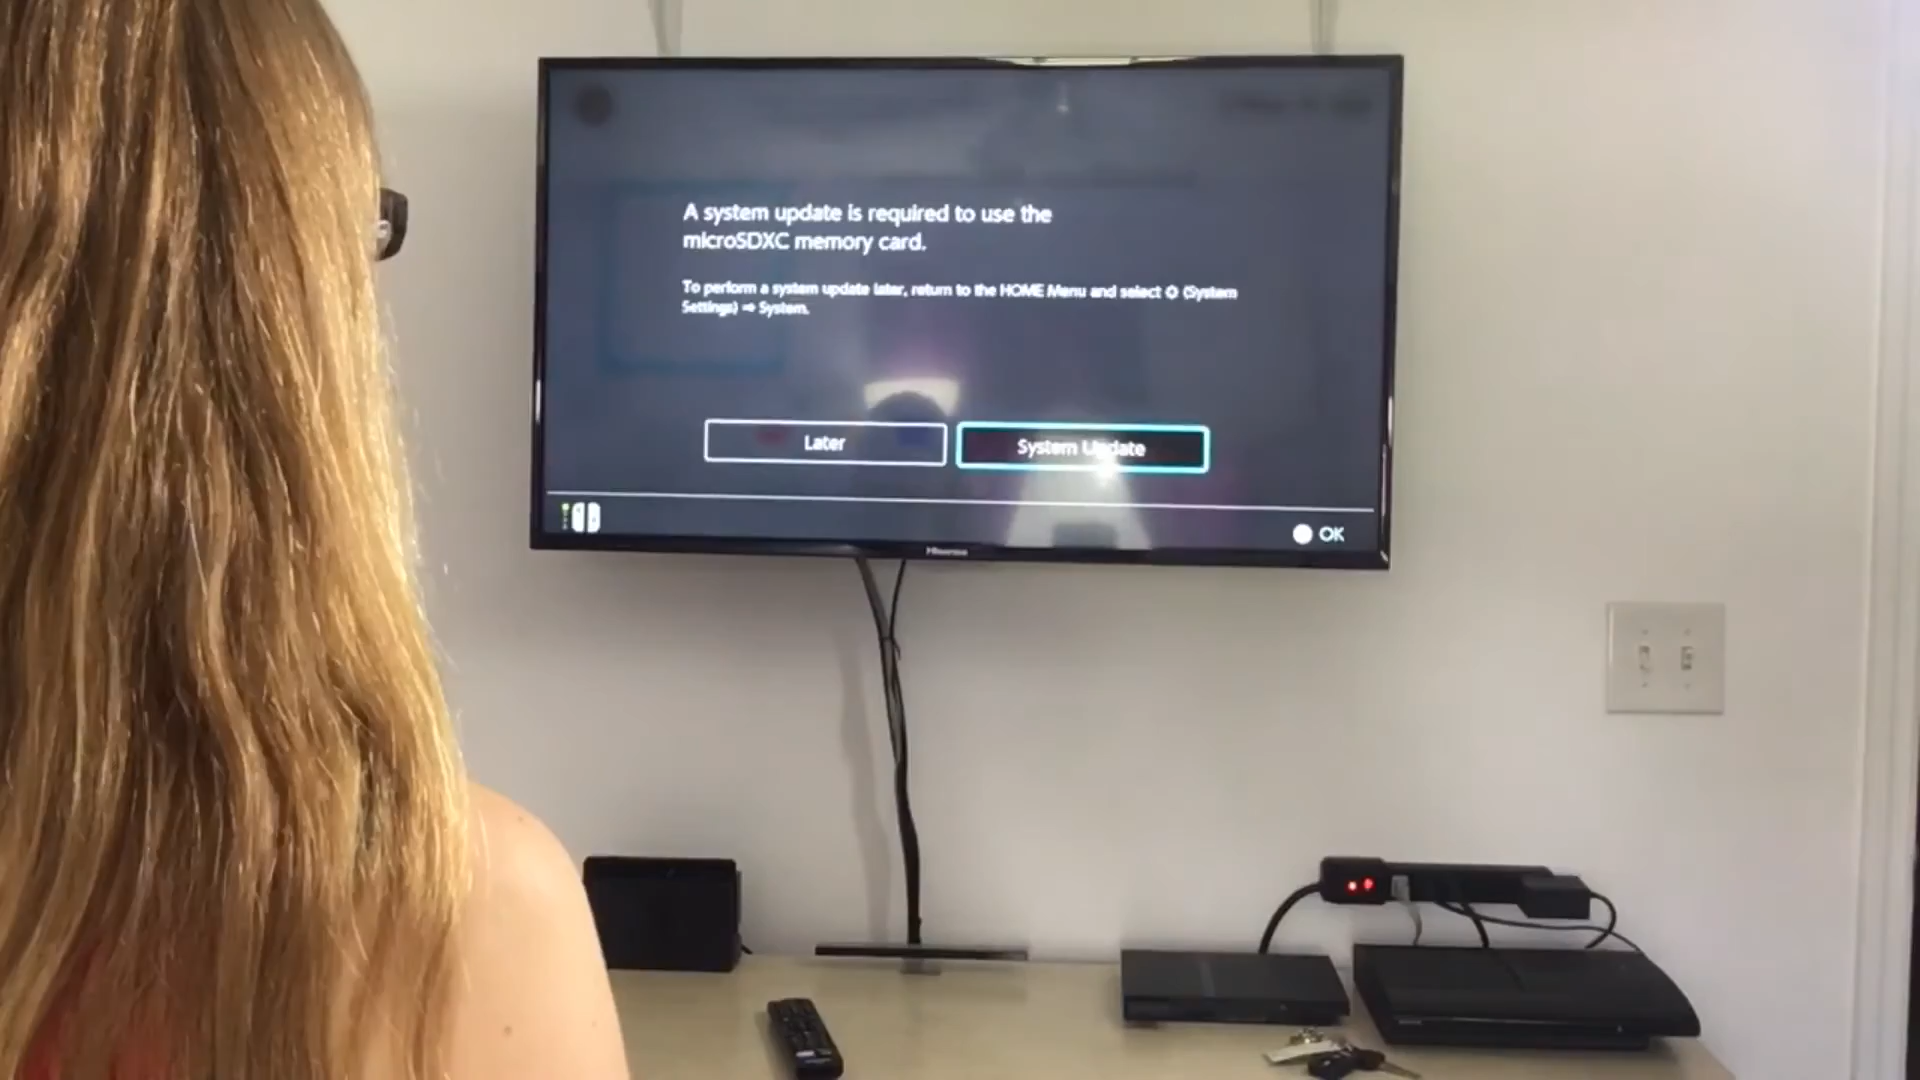 A system update is required to use the
microSDXC memory card.
To perform a system update later, return to the HOME Menu and select (System
Settings) ⇒ System.
Later
System Update
OK
Hisense